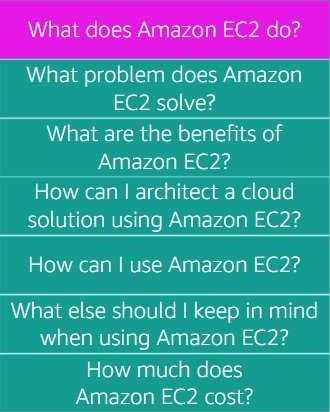 What does Amazon EC2 do?
What problem does Amazon
EC2 solve?
What are the benefits of
Amazon EC2?
How can I architect a cloud
solution using Amazon EC2?
How can I use Amazon EC2?
What else should I keep in mind
when using Amazon EC2?
How much does
Amazon EC2 cost?